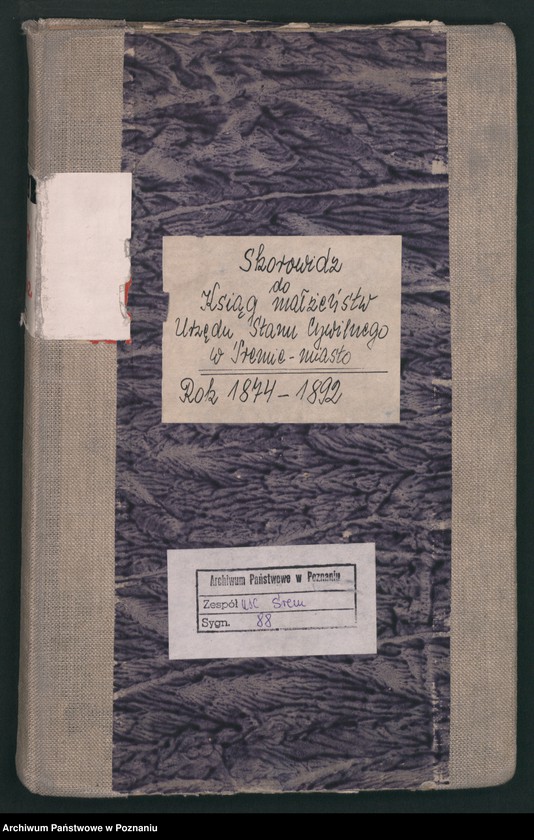 Skorowidz
do
Ksiąg małżeństw
Urzędu Stanu Cywilnego
w Śremie-miasto
Rok 1874 - 1892
Archiwum Państwowe w Poznaniu
Zespół USC Śrem
Sygn. 88
Archiwum Państwowe w Poznaniu